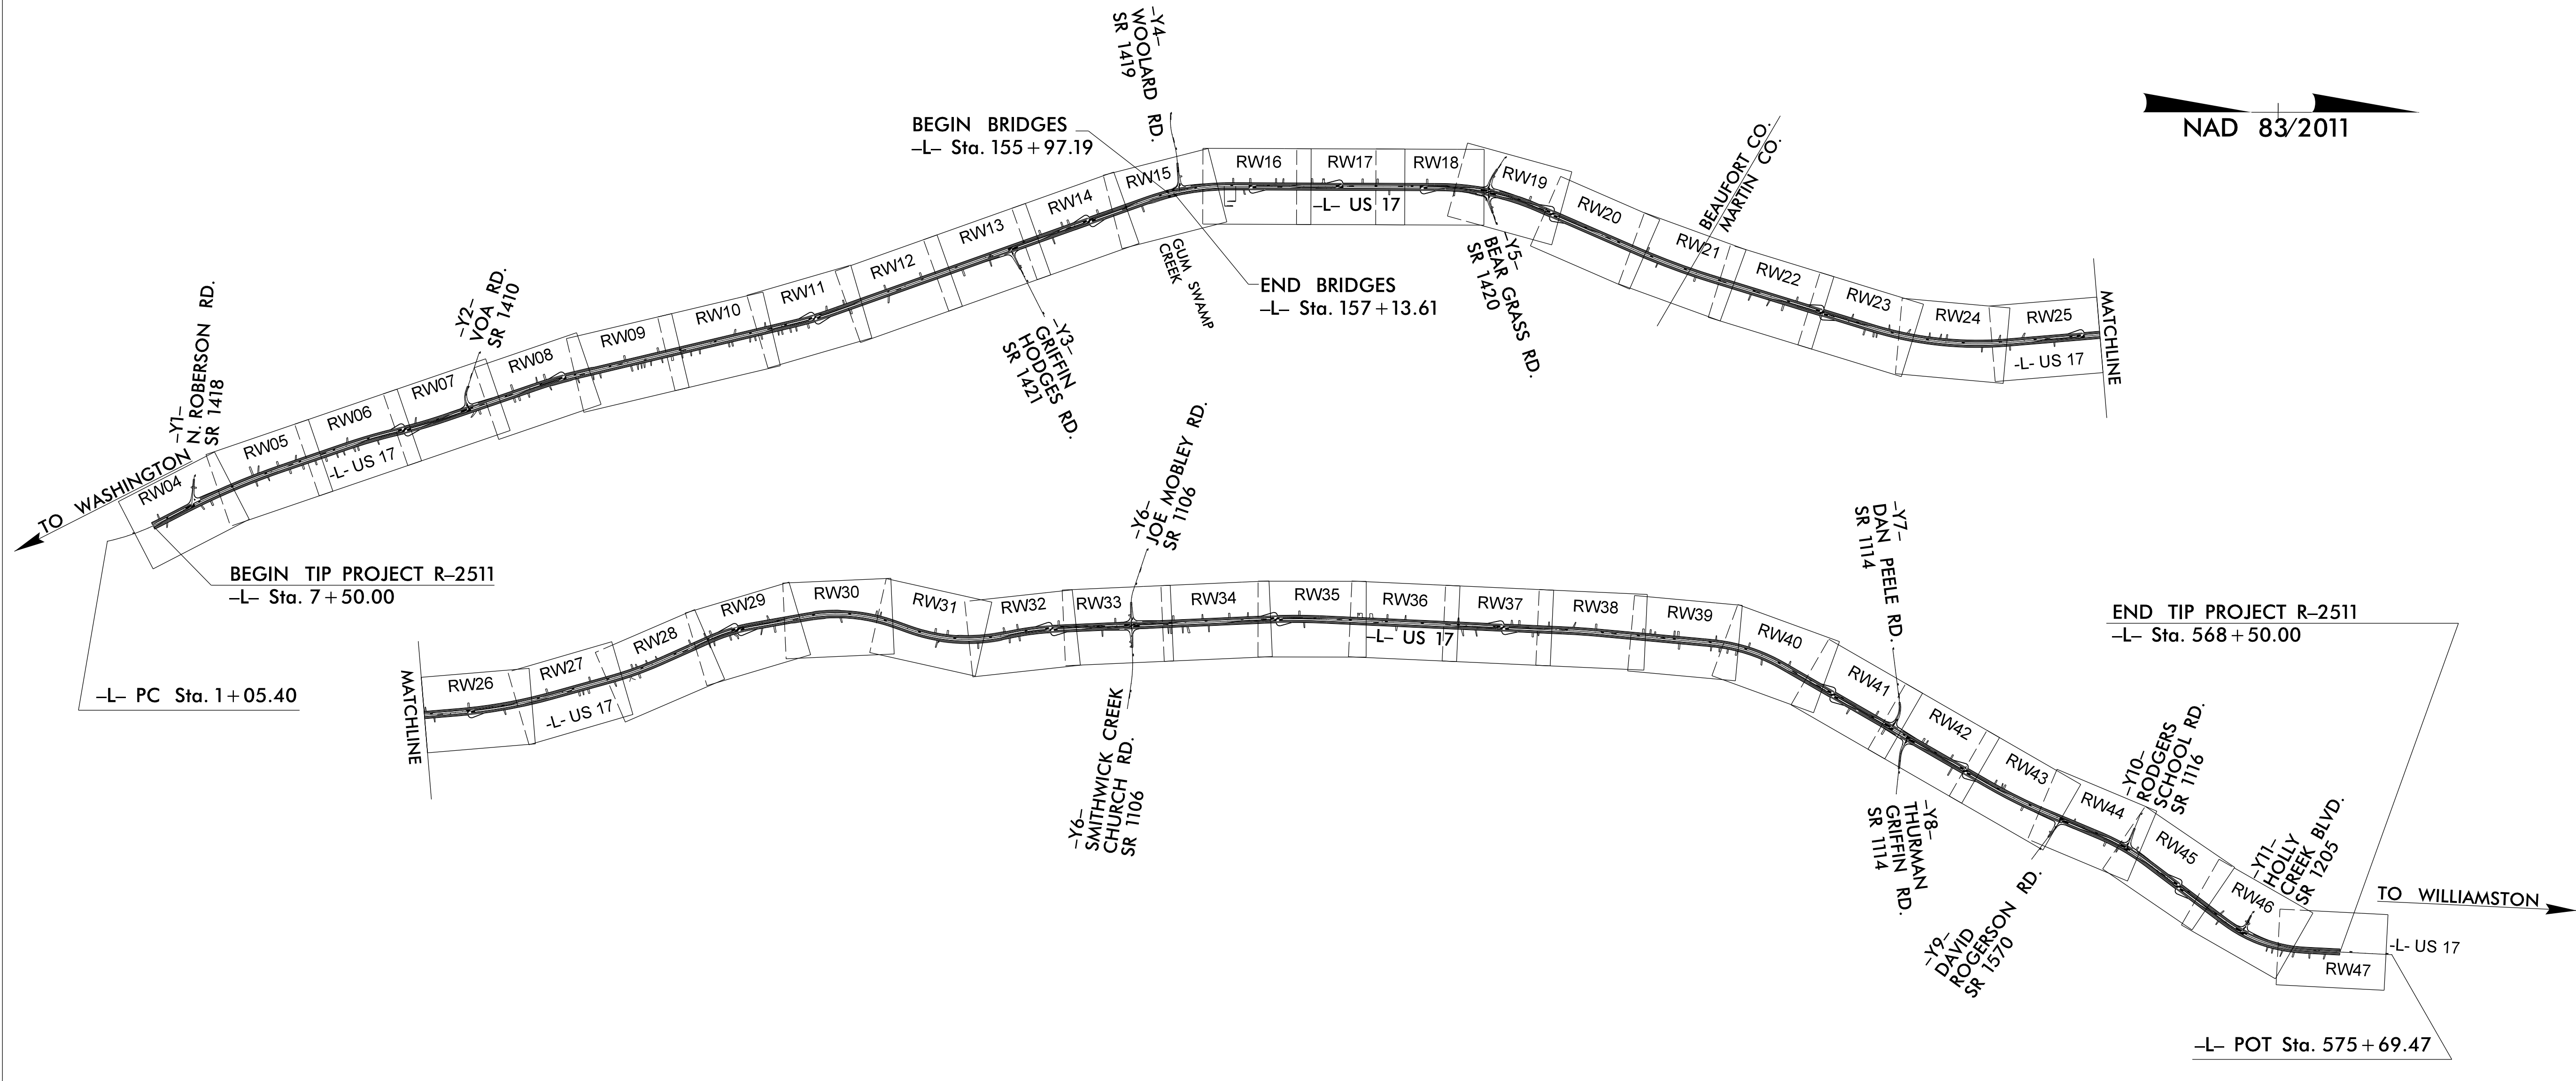 -Y4-
WOOLARD RD.
SR 1419
BEGIN BRIDGES
-L- Sta. 155+97.19
NAD 83/2011
RW04
RW05
RW06
RW07
RW08
RW09
RW10
RW11
RW12
RW13
RW14
RW15
RW16
RW17
RW18
RW19
RW20
RW21
RW22
RW23
RW24
RW25
-L- US 17
-L- US 17
-L- US 17
BEAUFORT CO.
MARTIN CO.
MATCHLINE
TO WASHINGTON
-Y1-
N. ROBERSON RD.
SR 1418
-Y2-
VOA RD.
SR 1410
-Y3-
GRIFFIN
HODGES RD.
SR 1421
GUM SWAMP
CREEK
END BRIDGES
-L- Sta. 157+13.61
-Y5-
BEAR GRASS RD.
SR 1420
BEGIN TIP PROJECT R-2511
-L- Sta. 7+50.00
-L- PC Sta. 1+05.40
MATCHLINE
RW26
RW27
RW28
RW29
RW30
RW31
RW32
RW33
RW34
RW35
RW36
RW37
RW38
RW39
RW40
RW41
RW42
RW43
RW44
RW45
RW46
RW47
-L- US 17
-L- US 17
-L- US 17
-Y6-
JOE MOBLEY RD.
SR 1106
-Y6-
SMITHWICK CREEK
CHURCH RD.
SR 1106
-Y7-
DAN PEELE RD.
SR 1114
-Y8-
THURMAN
GRIFFIN RD.
SR 1114
-Y9-
DAVID
ROGERSON RD.
SR 1570
-Y10-
RODGERS
SCHOOL RD.
SR 1116
-Y11-
HOLLY
CREEK BLVD.
SR 1205
END TIP PROJECT R-2511
-L- Sta. 568+50.00
TO WILLIAMSTON
-L- POT Sta. 575+69.47